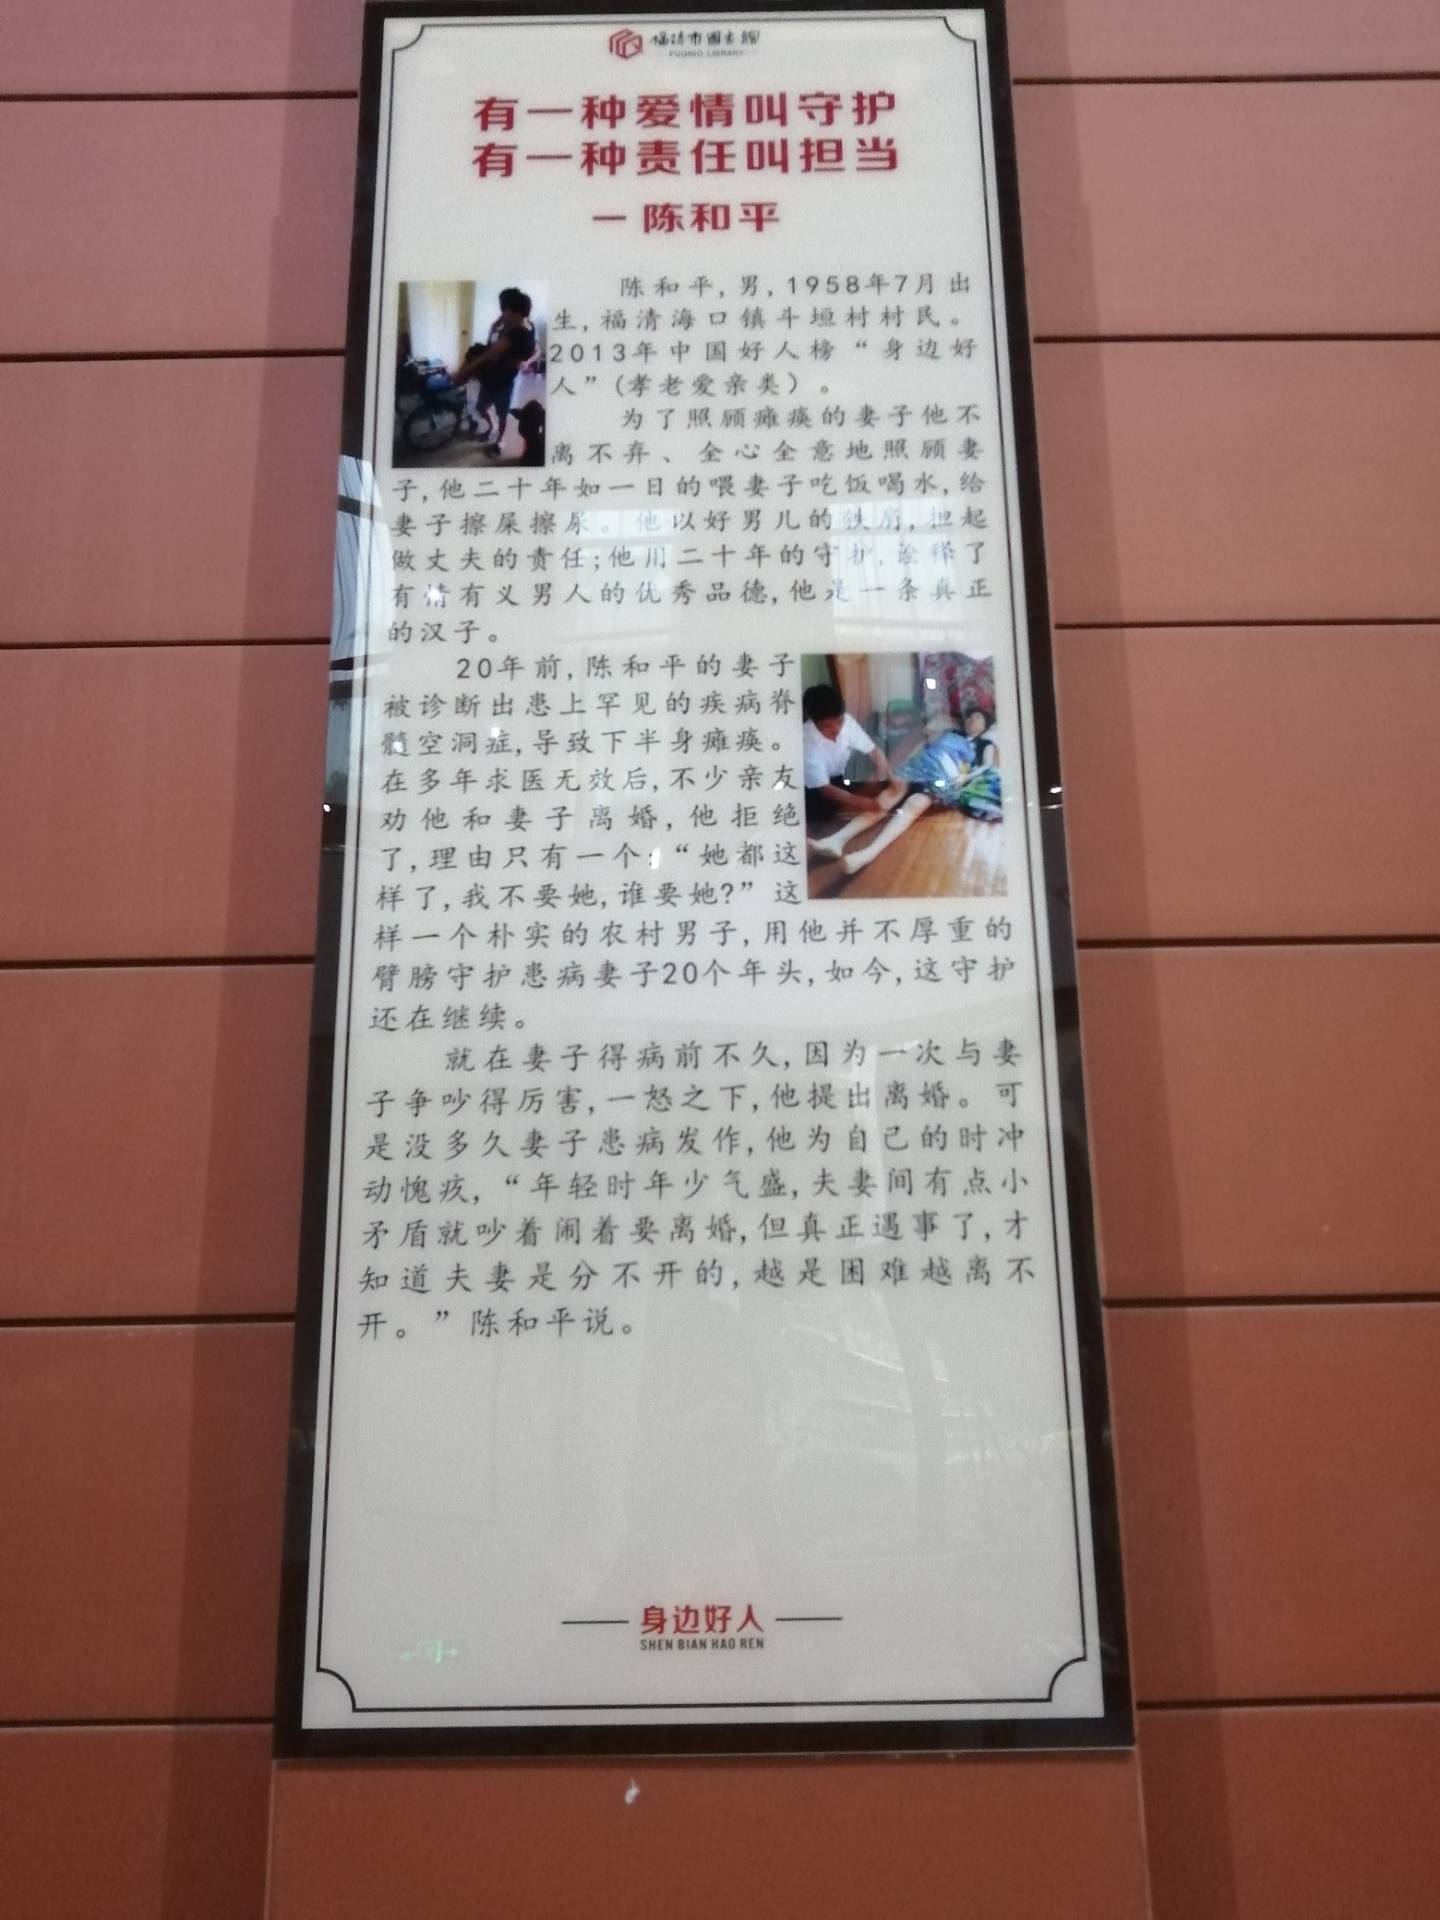 福清市图书馆
FUQING LIBRARY
有一种爱情叫守护
有一种责任叫担当
一 陈和平
陈和平,男,1958年7月出
生,福清海口镇斗垣村村民。
2013年中国好人榜“身边好
人”(孝老爱亲类)。
为了照顾瘫痪的妻子他不
离不弃、全心全意地照顾妻
子,他二十年如一日的喂妻子吃饭喝水,给
妻子擦屎擦尿。他以好男儿的铁肩,担起
做丈夫的责任;他用二十年的守护,诠释了
有情有义男人的优秀品德,他是一条真正
的汉子。
20年前,陈和平的妻子
被诊断出患上罕见的疾病脊
髓空洞症,导致下半身瘫痪。
在多年求医无效后,不少亲友
劝他和妻子离婚,他拒绝
了,理由只有一个:“她都这
样了,我不要她,谁要她?”这
样一个朴实的农村男子,用他并不厚重的
臂膀守护患病妻子20个年头,如今,这守护
还在继续。
就在妻子得病前不久,因为一次与妻
子争吵得厉害,一怒之下,他提出离婚。可
是没多久妻子患病发作,他为自己的时冲
动愧疚,“年轻时年少气盛,夫妻间有点小
矛盾就吵着闹着要离婚,但真正遇事了,才
知道夫妻是分不开的,越是困难越离不
开。”陈和平说。
身边好人
SHEN BIAN HAO REN